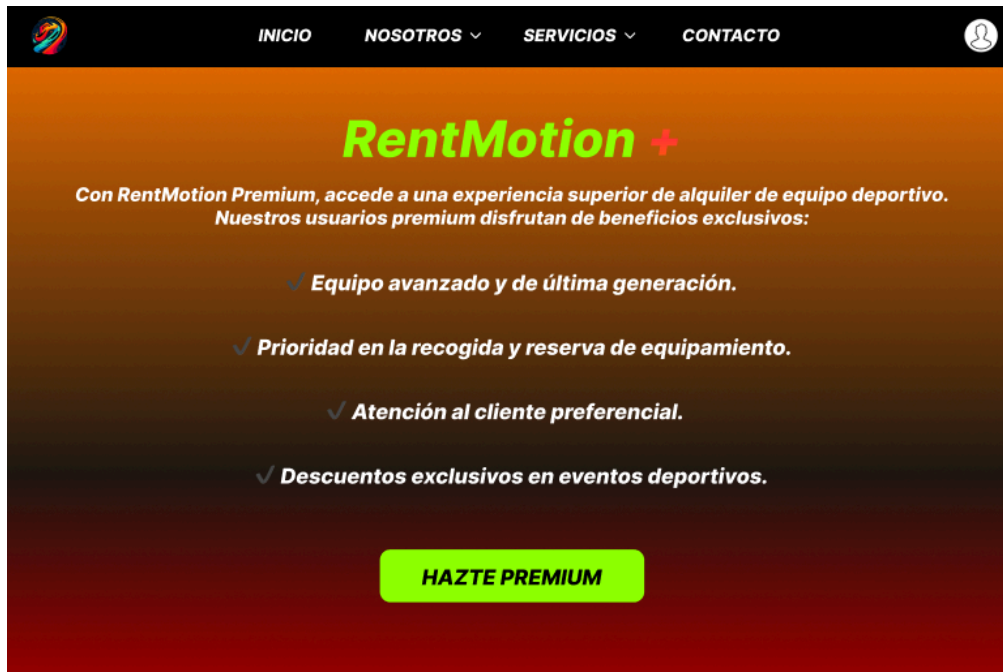 INICIO NOSOTROS SERVICIOS CONTACTO
RentMotion +
Con RentMotion Premium, accede a una experiencia superior de alquiler de equipo deportivo.
Nuestros usuarios premium disfrutan de beneficios exclusivos:
✓ Equipo avanzado y de última generación.
✓ Prioridad en la recogida y reserva de equipamiento.
✓ Atención al cliente preferencial.
✓ Descuentos exclusivos en eventos deportivos.
HAZTE PREMIUM